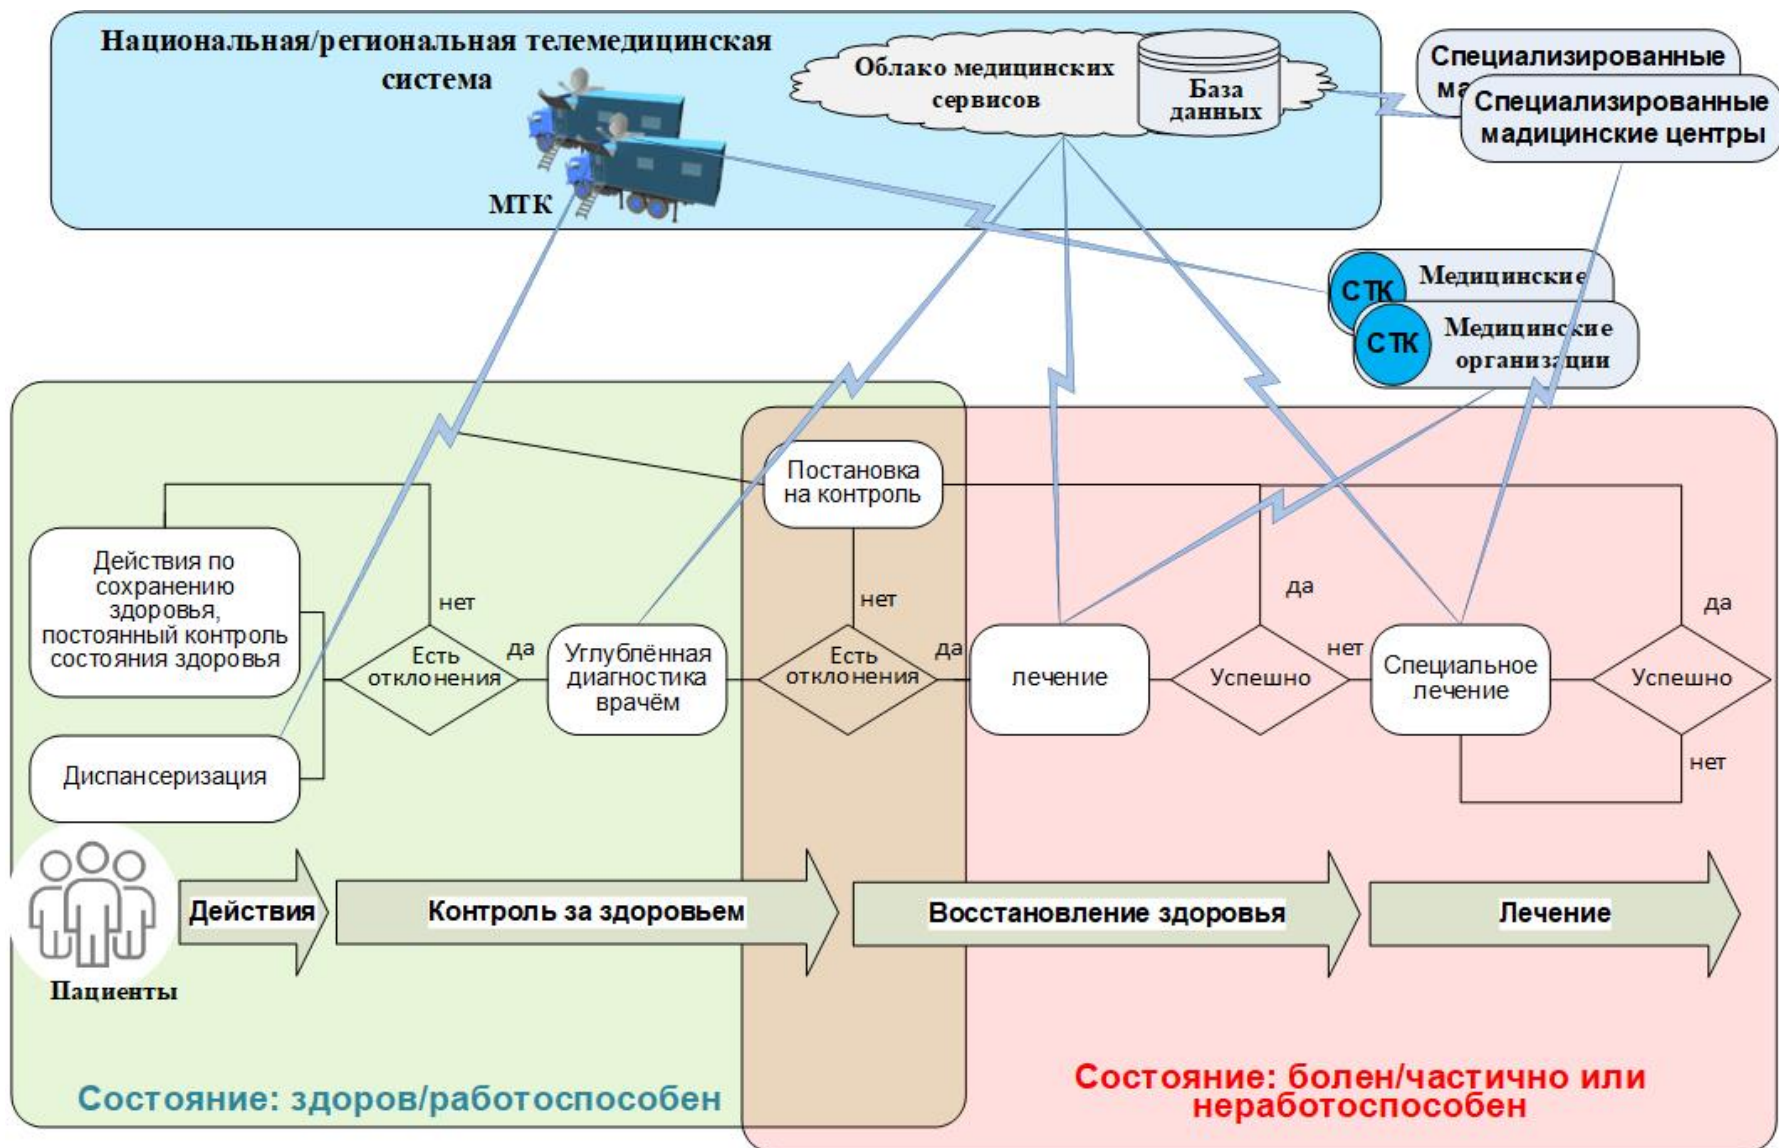 Национальная/региональная телемедицинская
система
Облако медицинских
сервисов
База
данных
МТК
Специализированные
Специализированные
мадицинские центры
СТК
Медицинские
СТК
Медицинские
организации
Постановка
на контроль
Действия по
сохранению
здоровья,
постоянный контроль
состояния здоровья
нет
Есть
отклонения
да
Углублённая
диагностика
врачём
нет
Есть
отклонения
да
лечение
да
Успешно
нет
Специальное
лечение
да
Успешно
нет
Диспансеризация
Пациенты
Действия
Контроль за здоровьем
Восстановление здоровья
Лечение
Состояние: здоров/работоспособен
Состояние: болен/частично или
неработоспособен